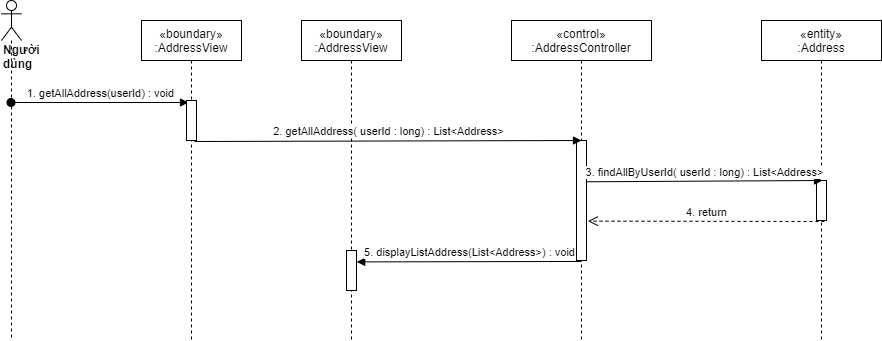 «boundary»
:AddressView
«boundary»
:AddressView
«control»
:AddressController
«entity»
:Address
Người
dùng
1. getAllAddress(userId) : void
2. getAllAddress( userId : long) : List<Address>
3. findAllByUserId( userId : long) : List<Address>
4. return
5. displayListAddress(List<Address>) : void